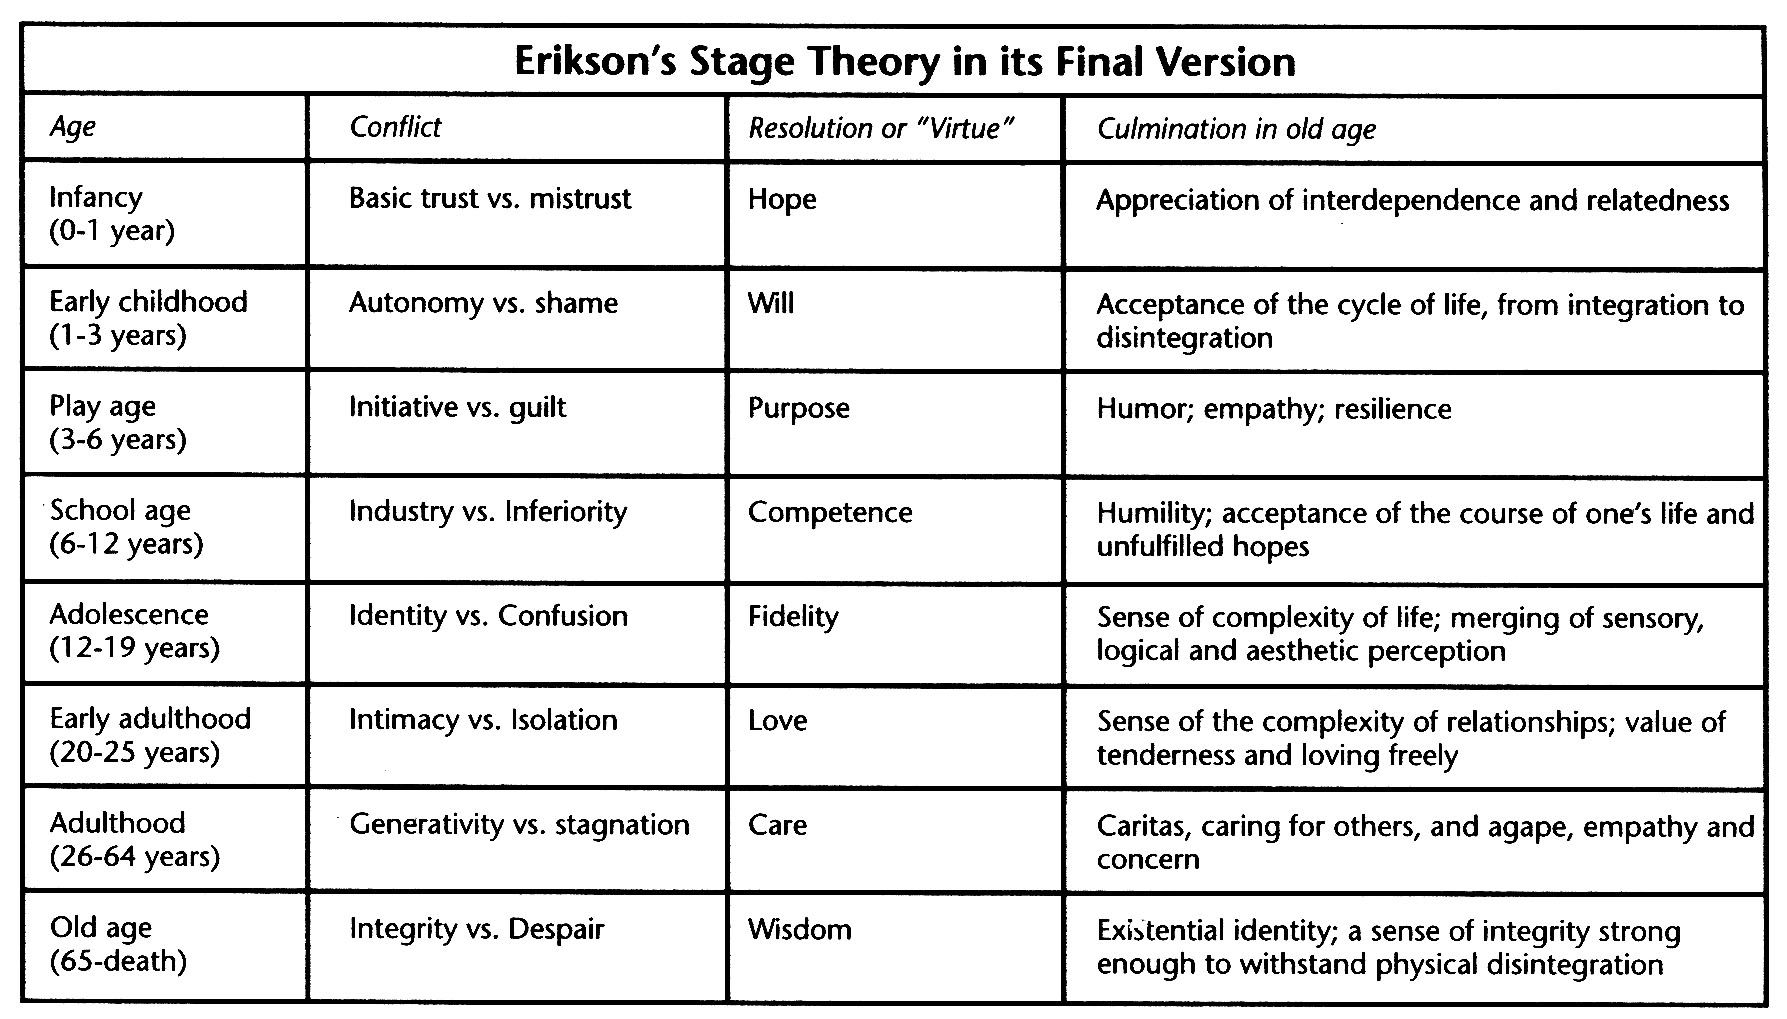 Erikson's Stage Theory in its Final Version
Age Conflict Resolution or "Virtue" Culmination in old age
Infancy Basic trust vs. mistrust Hope Appreciation of interdependence and relatedness
(0-1 year)
Early childhood Autonomy vs. shame Will Acceptance of the cycle of life, from integration to
(1-3 years) disintegration
Play age Initiative vs. guilt Purpose Humor; empathy; resilience
(3-6 years)
School age Industry vs. Inferiority Competence Humility; acceptance of the course of one's life and
(6-12 years) unfulfilled hopes
Adolescence Identity vs. Confusion Fidelity Sense of complexity of life; merging of sensory,
(12-19 years) logical and aesthetic perception
Early adulthood Intimacy vs. Isolation Love Sense of the complexity of relationships; value of
(20-25 years) tenderness and loving freely
Adulthood Generativity vs. stagnation Care Caritas, caring for others, and agape, empathy and
(26-64 years) concern
Old age Integrity vs. Despair Wisdom Existential identity; a sense of integrity strong
(65-death) enough to withstand physical disintegration